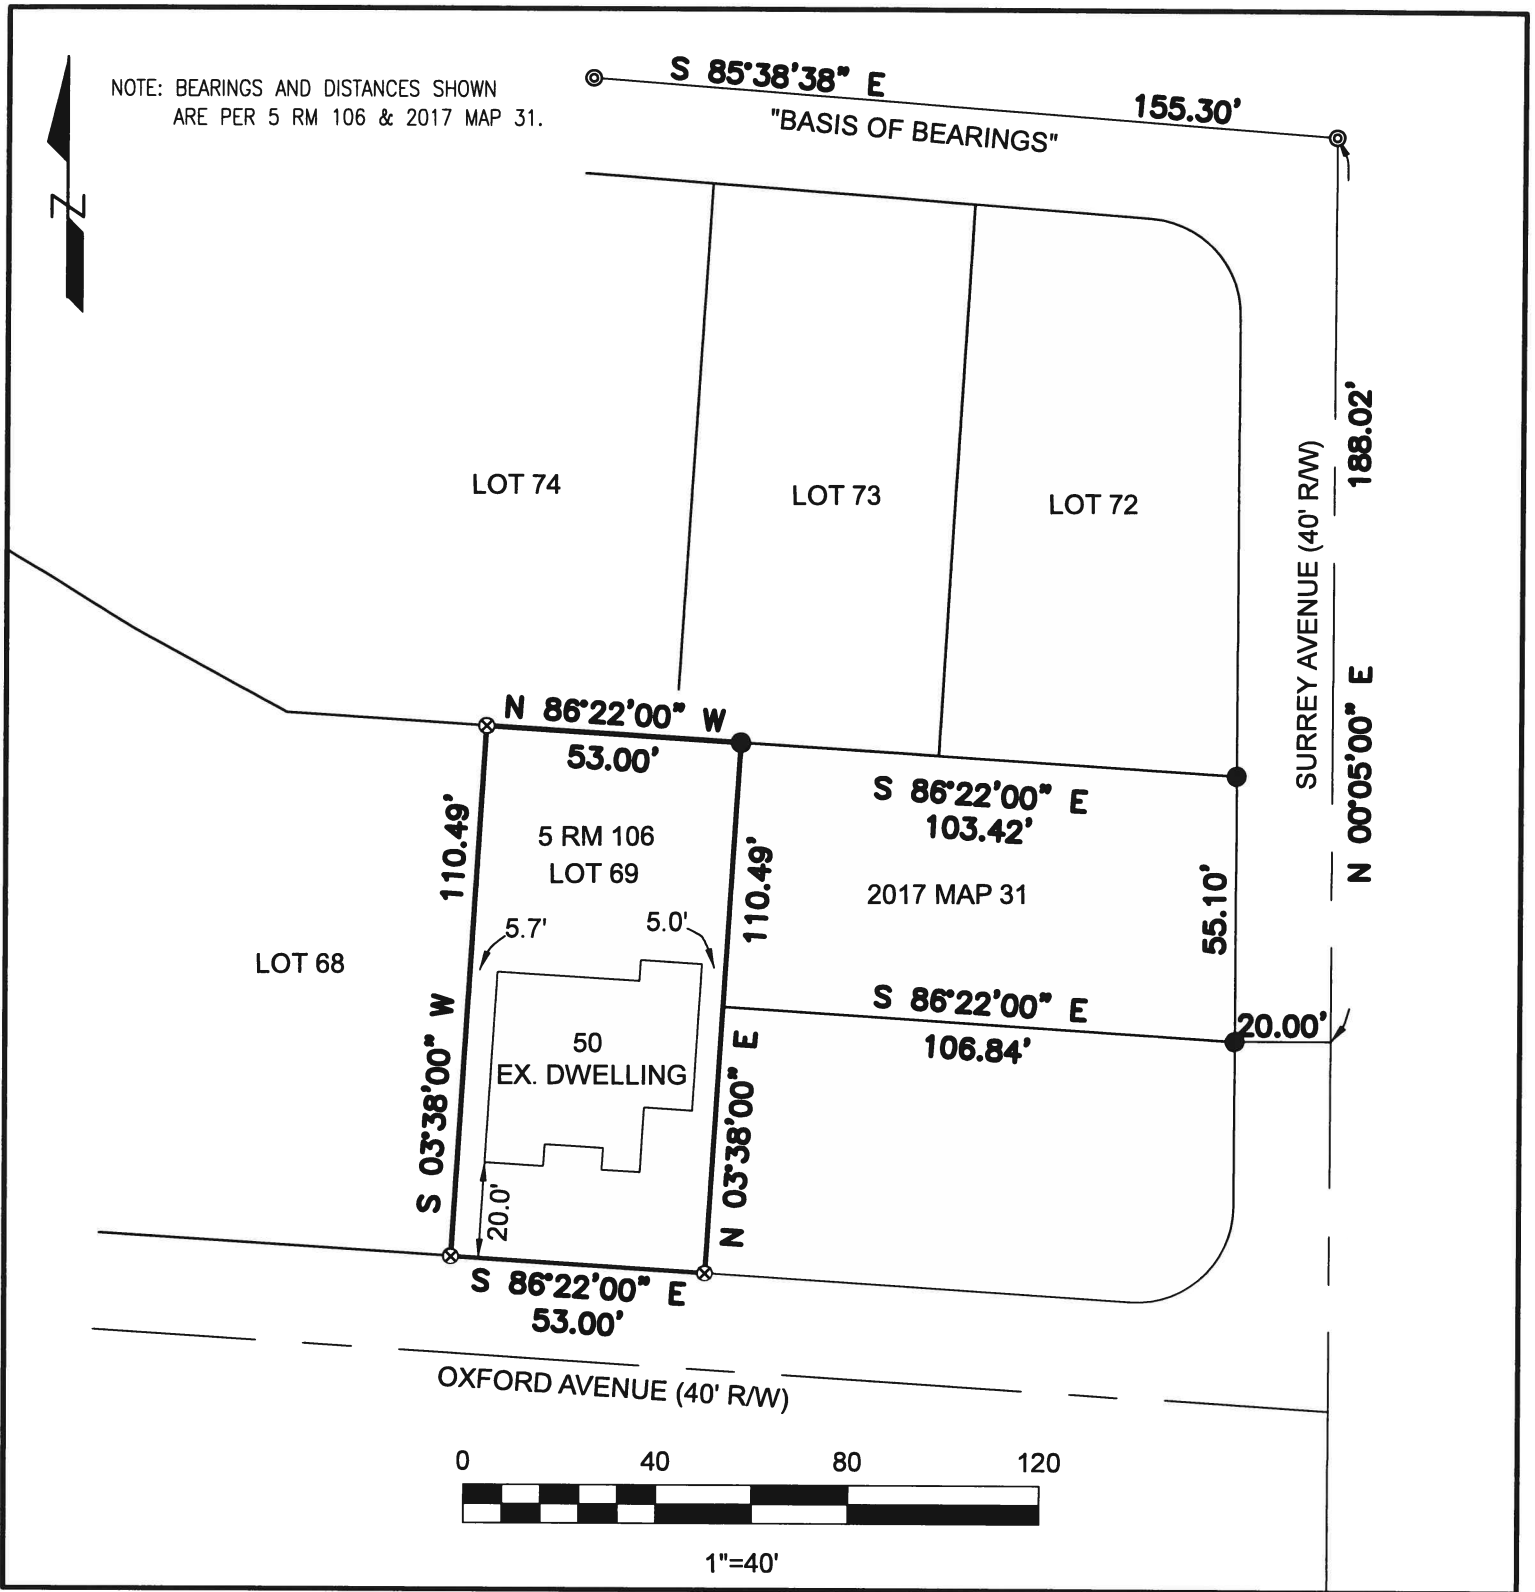 NOTE: BEARINGS AND DISTANCES SHOWN
ARE PER 5 RM 106 & 2017 MAP 31.
S 85°38'38" E
155.30'
"BASIS OF BEARINGS"
Z
188.02'
SURREY AVENUE (40' R/W)
N 00°05'00" E
LOT 74
LOT 73
LOT 72
N 86°22'00" W
53.00'
S 86°22'00" E
103.42'
110.49'
5 RM 106
LOT 69
110.49'
2017 MAP 31
55.10'
5.7'
5.0'
LOT 68
S 03°38'00" W
50
EX. DWELLING
N 03°38'00" E
S 86°22'00" E
106.84'
20.00'
20.0'
S 86°22'00" E
53.00'
OXFORD AVENUE (40' R/W)
0 40 80 120
1"=40'